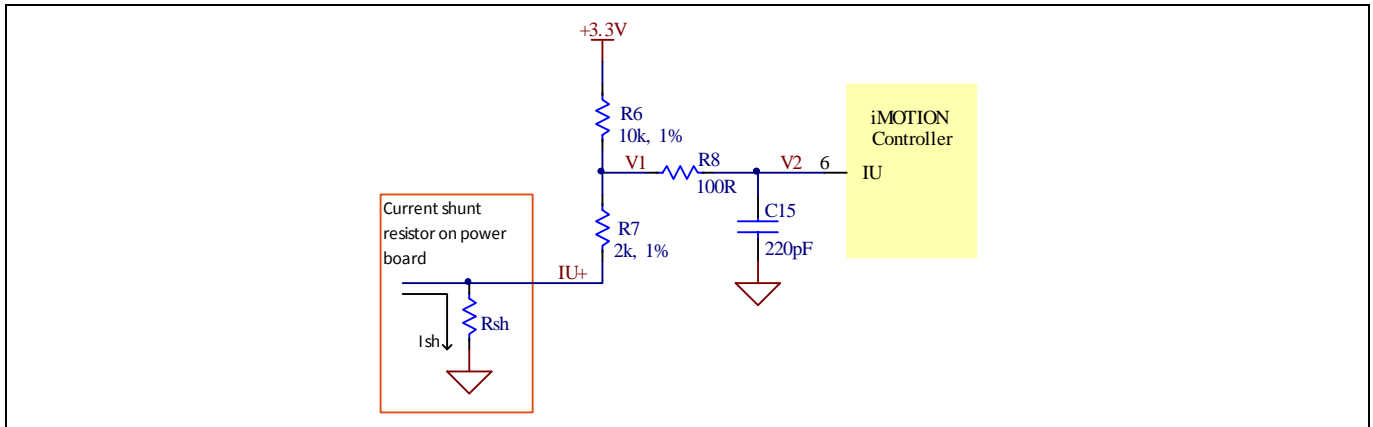 +3.3V
R6
10k, 1%
iMOTION
Controller
V1
R8
V2
6
IU
100R
Current shunt
resistor on power
board
R7
2k, 1%
C15
220pF
IU+
Rsh
Ish